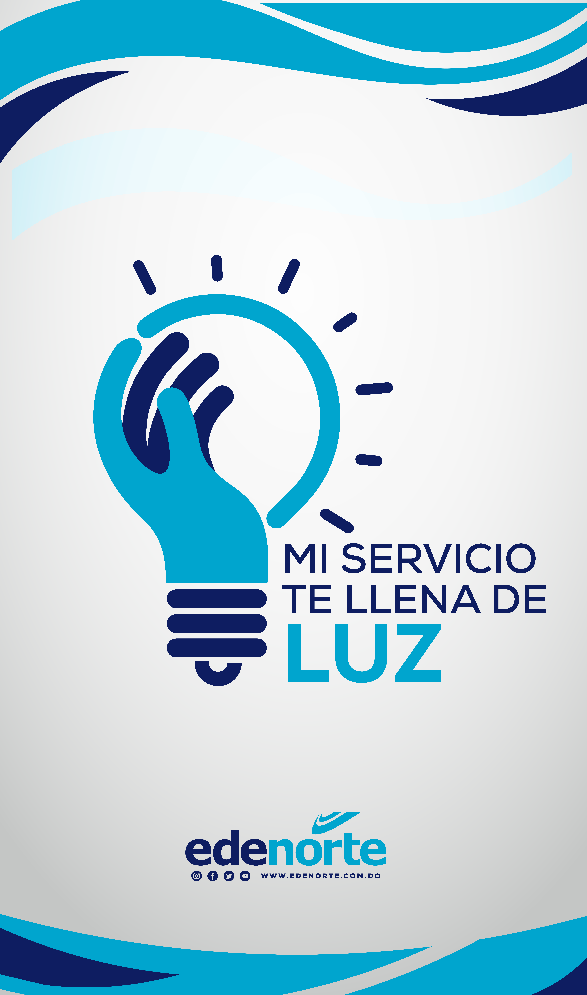 MI SERVICIO
TE LLENA DE
LUZ
edenorte
WWW.EDENORTE.COM.DO